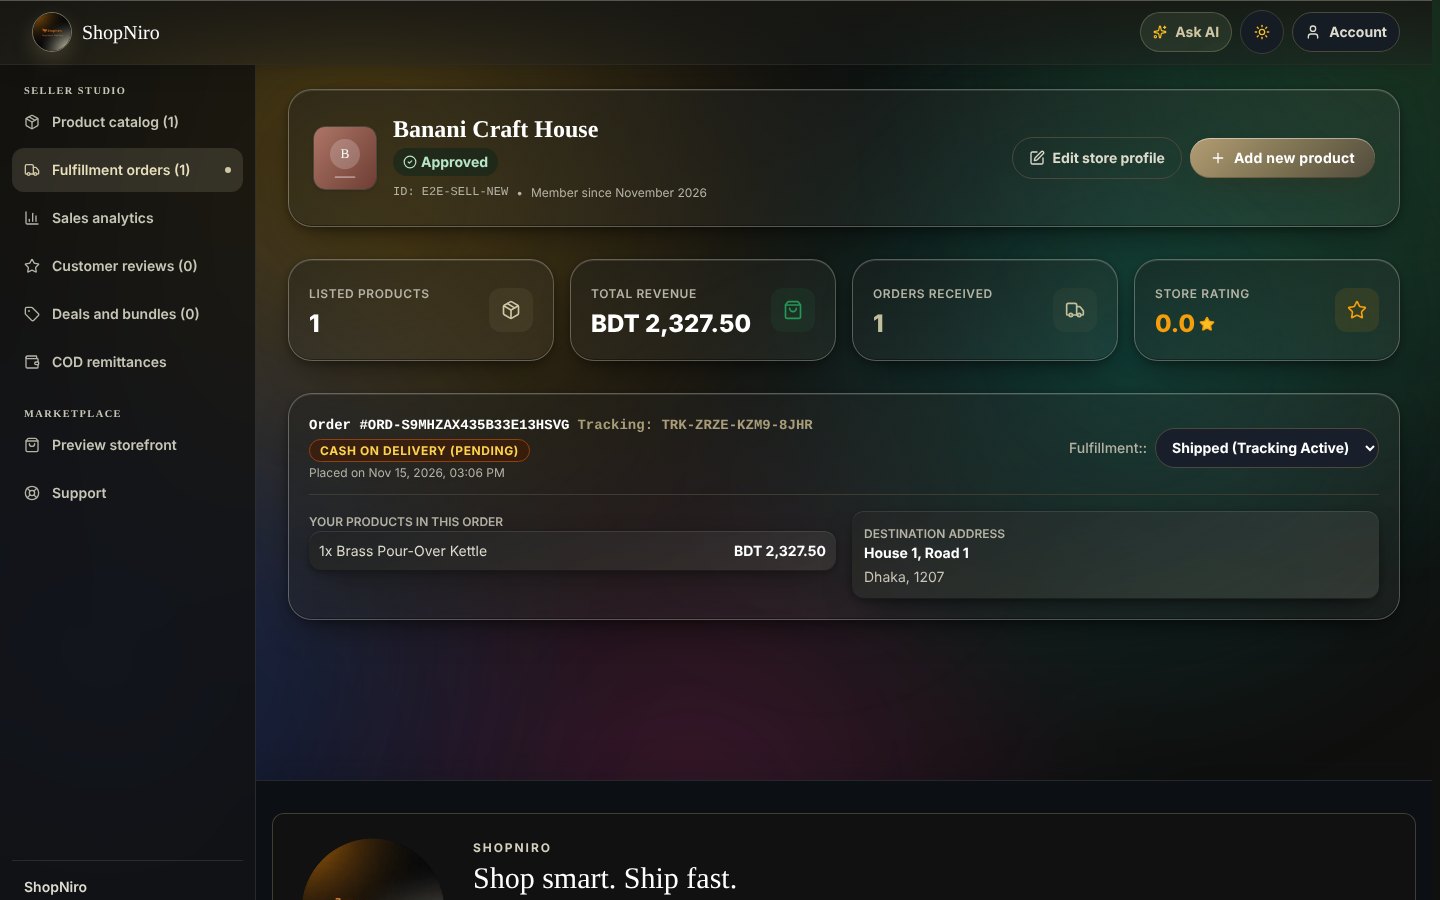 ShopNiro
Ask AI
Account
SELLER STUDIO
Product catalog (1)
Fulfillment orders (1)
Sales analytics
Customer reviews (0)
Deals and bundles (0)
COD remittances
MARKETPLACE
Preview storefront
Support
ShopNiro
B
Banani Craft House
Approved
ID: E2E-SELL-NEW • Member since November 2026
Edit store profile
Add new product
LISTED PRODUCTS
1
TOTAL REVENUE
BDT 2,327.50
ORDERS RECEIVED
1
STORE RATING
0.0
Order #ORD-S9MHZAX435B33E13HSVG Tracking: TRK-ZRZE-KZM9-8JHR
CASH ON DELIVERY (PENDING)
Placed on Nov 15, 2026, 03:06 PM
Fulfillment:: Shipped (Tracking Active)
YOUR PRODUCTS IN THIS ORDER
1x Brass Pour-Over Kettle BDT 2,327.50
DESTINATION ADDRESS
House 1, Road 1
Dhaka, 1207
SHOPNIRO
Shop smart. Ship fast.